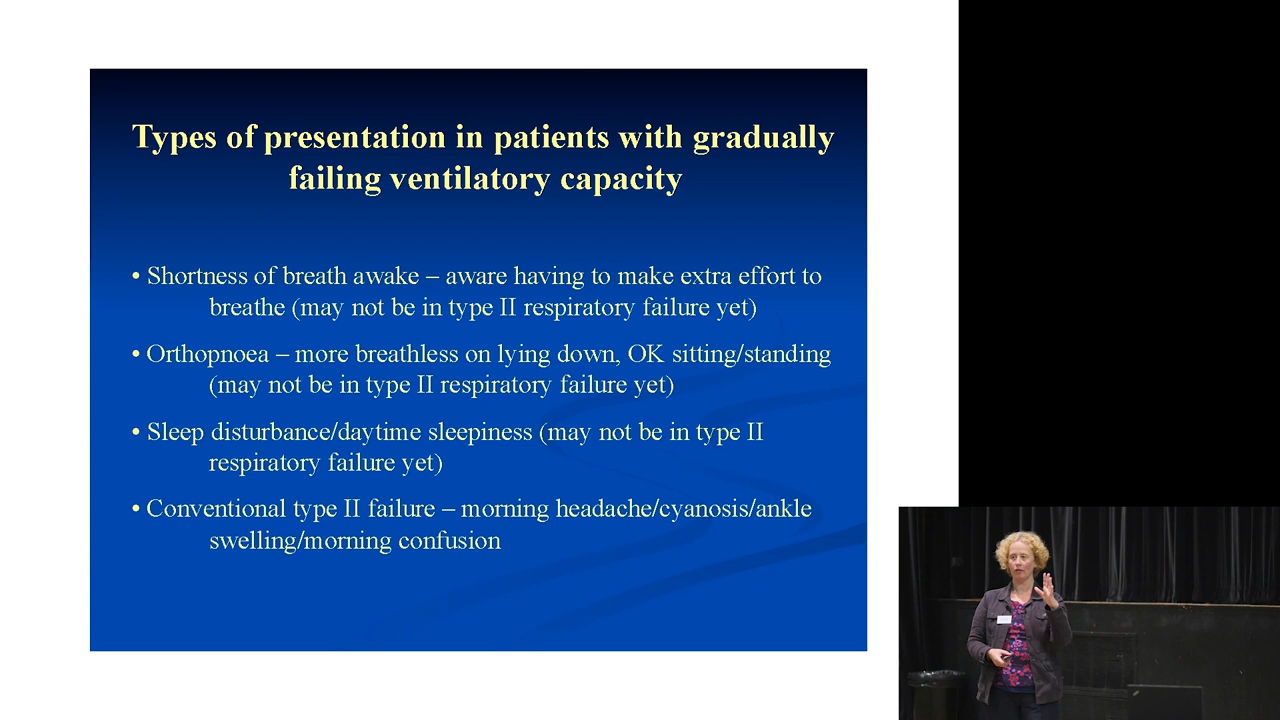 Types of presentation in patients with gradually
failing ventilatory capacity
• Shortness of breath awake – aware having to make extra effort to
breathe (may not be in type II respiratory failure yet)
• Orthopnoea – more breathless on lying down, OK sitting/standing
(may not be in type II respiratory failure yet)
• Sleep disturbance/daytime sleepiness (may not be in type II
respiratory failure yet)
• Conventional type II failure – morning headache/cyanosis/ankle
swelling/morning confusion